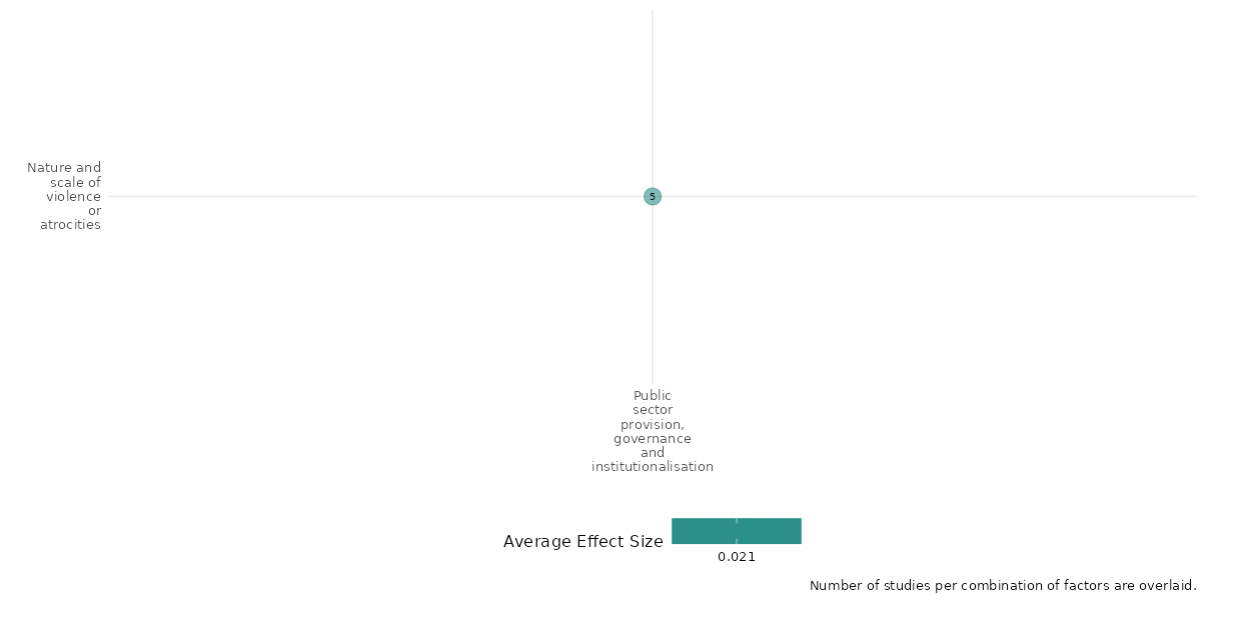 Nature and
scale of
violence
or
atrocities
5
Public
sector
provision,
governance
and
institutionalisation
Average Effect Size
0.021
Number of studies per combination of factors are overlaid.